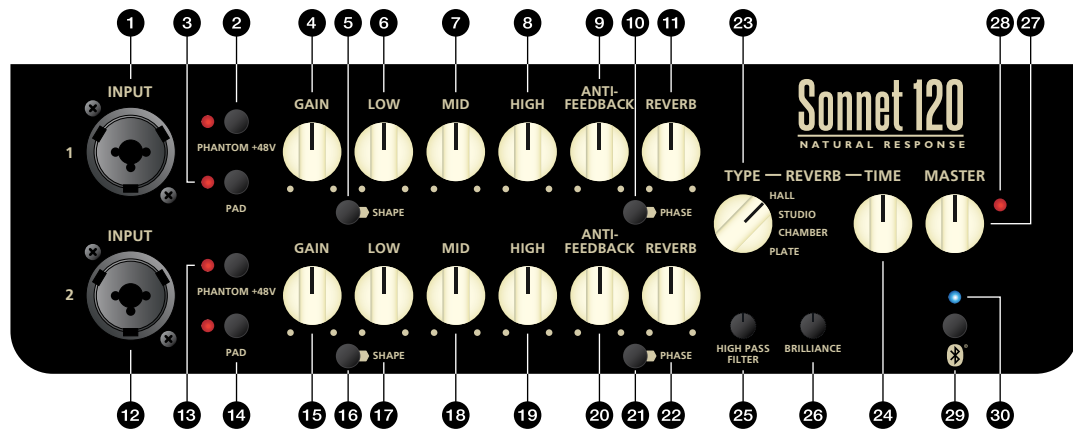 1 3 2 4 5 6 7 8 9 10 11 23 28 27
INPUT
1
PHANTOM +48V
PAD
GAIN
LOW
MID
HIGH
ANTI-
FEEDBACK
REVERB
SHAPE
PHASE
Sonnet 120
NATURAL RESPONSE
TYPE — REVERB — TIME
MASTER
HALL
STUDIO
CHAMBER
PLATE
INPUT
2
PHANTOM +48V
PAD
GAIN
LOW
MID
HIGH
ANTI-
FEEDBACK
REVERB
SHAPE
PHASE
HIGH PASS
FILTER
BRILLIANCE
12 13 14 15 16 17 18 19 20 21 22 25 26 24 29 30